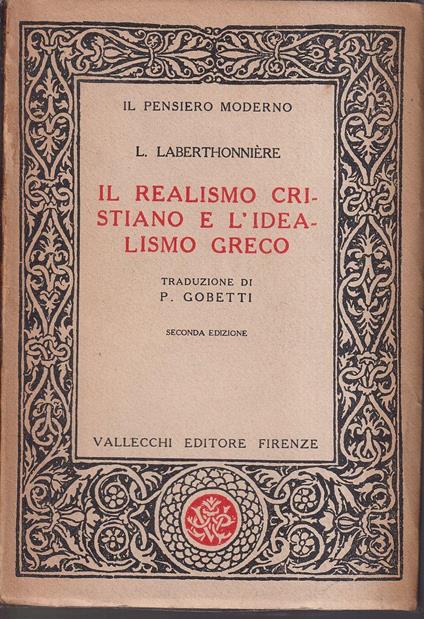 IL PENSIERO MODERNO
L. LABERTHONNIÈRE
IL REALISMO CRI-
STIANO E L'IDEA-
LISMO GRECO
TRADUZIONE DI
P. GOBETTI
SECONDA EDIZIONE
VALLECCHI EDITORE FIRENZE